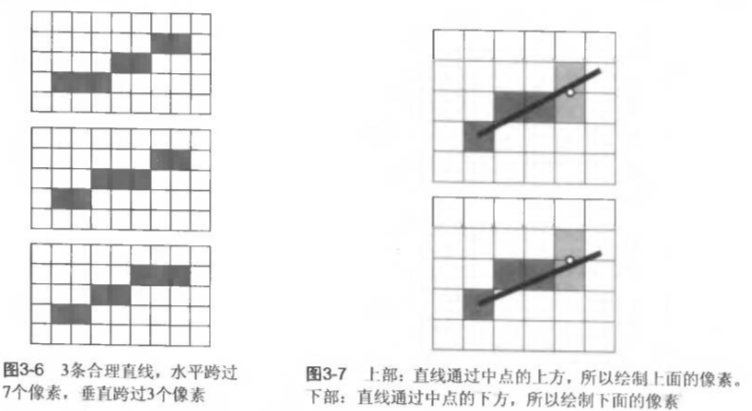 图3-6 3条合理直线，水平跨过
7个像素，垂直跨过3个像素
图3-7 上部：直线通过中点的上方，所以绘制上面的像素。
下部：直线通过中点的下方，所以绘制下面的像素